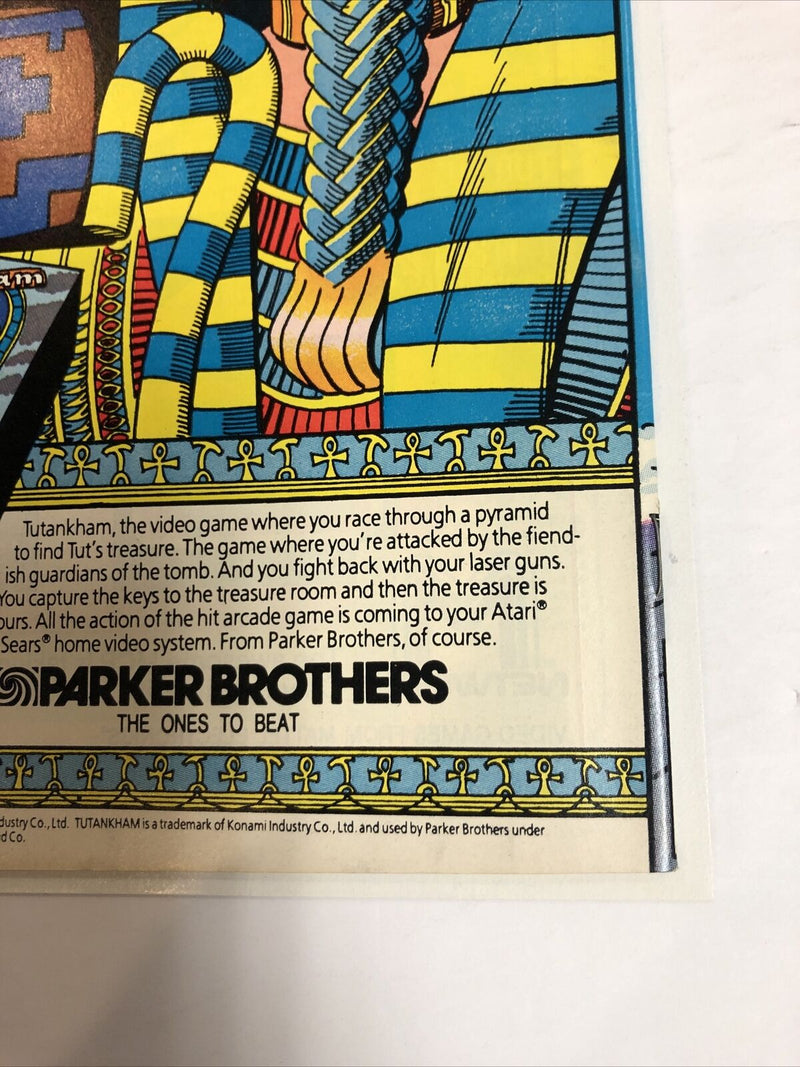 am
Tutankham, the video game where you race through a pyramid
to find Tut's treasure. The game where you're attacked by the fiend-
ish guardians of the tomb. And you fight back with your laser guns.
You capture the keys to the treasure room and then the treasure is
ours. All the action of the hit arcade game is coming to your Atari®
Sears® home video system. From Parker Brothers, of course.
PARKER BROTHERS
THE ONES TO BEAT
dustry Co., Ltd. TUTANKHAM is a trademark of Konami Industry Co., Ltd. and used by Parker Brothers under
d Co.